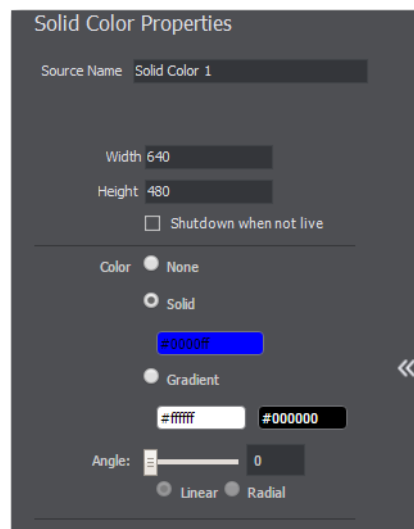 Solid Color Properties
Source Name Solid Color 1
Width 640
Height 480
Shutdown when not live
Color None
Solid
#0000ff
Gradient
#ffffff #000000
Angle: 0
Linear Radial